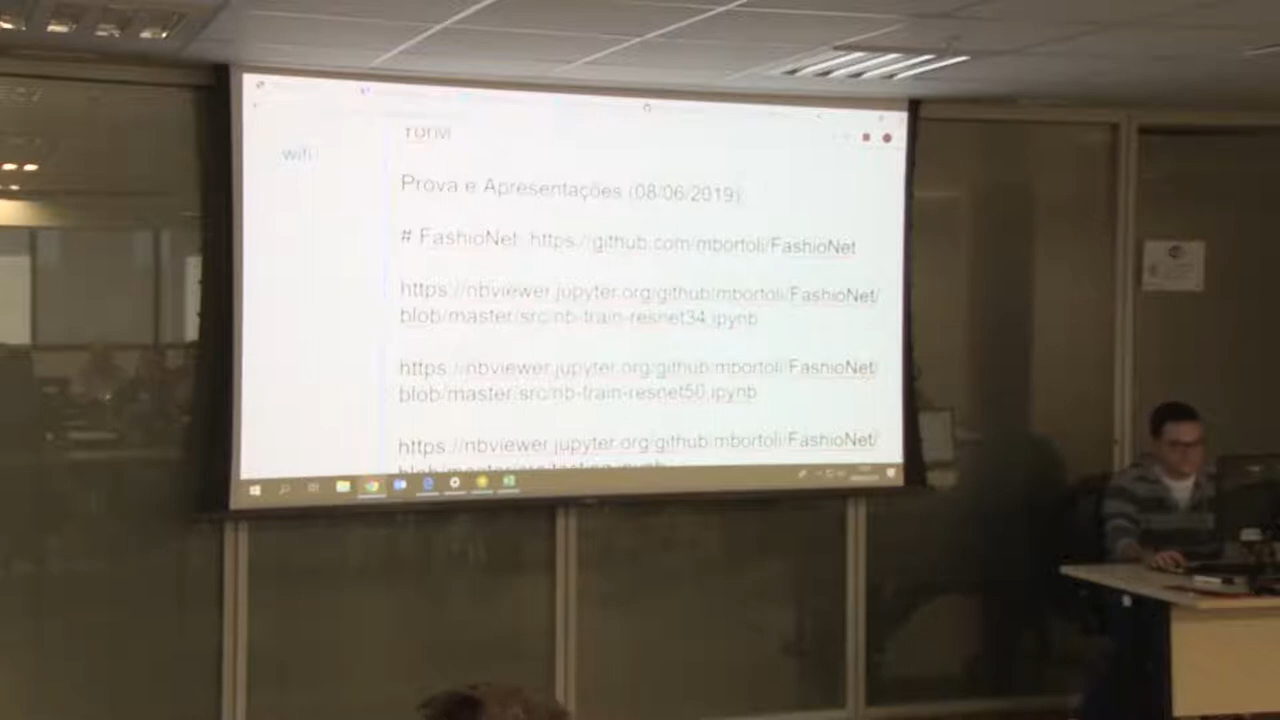 wifi
Prova e Apresentações (08/06/2019)
# FashioNet: https://github.com/mbortoli/FashioNet
https://nbviewer.jupyter.org/github/mbortoli/FashioNet/
blob/master/src/nb-train-resnet34.ipynb
https://nbviewer.jupyter.org/github/mbortoli/FashioNet/
blob/master/src/nb-train-resnet50.ipynb
https://nbviewer.jupyter.org/github/mbortoli/FashioNet/